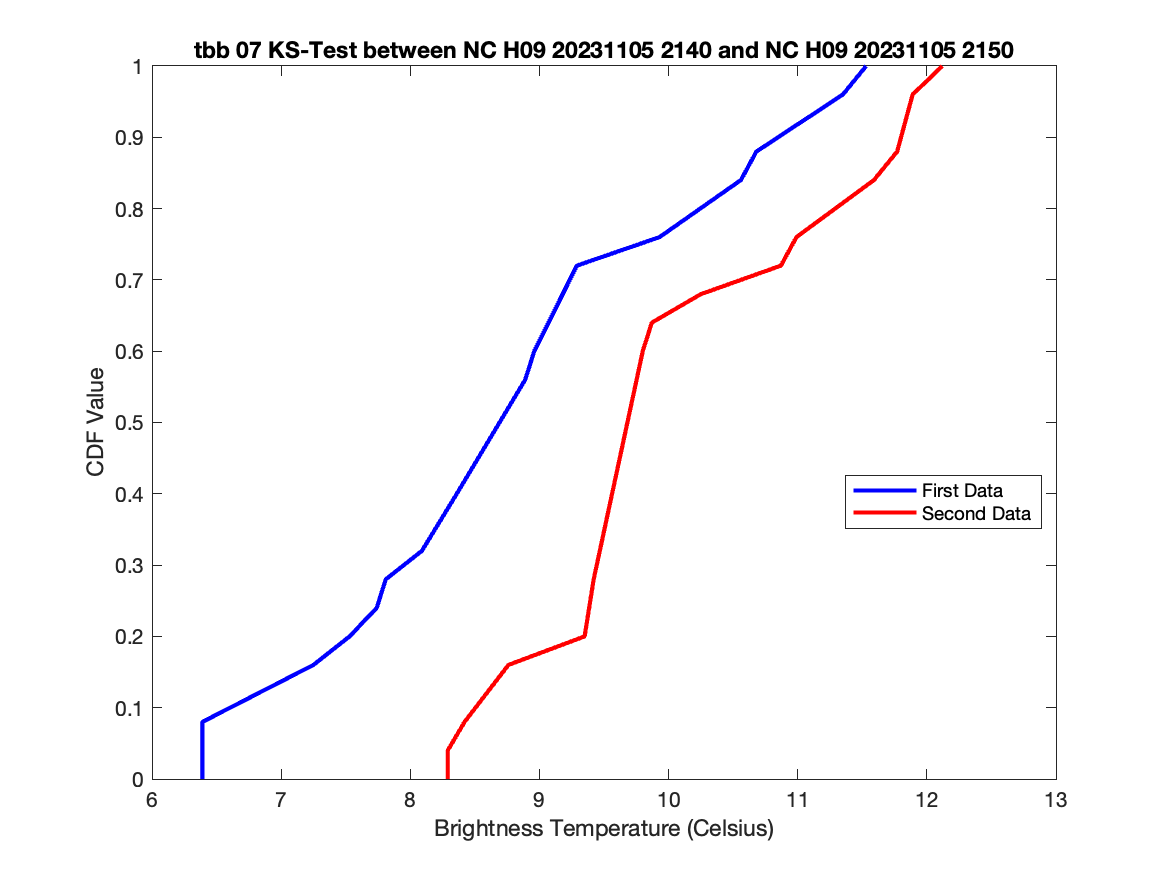 tbb 07 KS-Test between NC H09 20231105 2140 and NC H09 20231105 2150
1
0.9
0.8
0.7
0.6
0.5
0.4
0.3
0.2
0.1
0
CDF Value
First Data
Second Data
6 7 8 9 10 11 12 13
Brightness Temperature (Celsius)